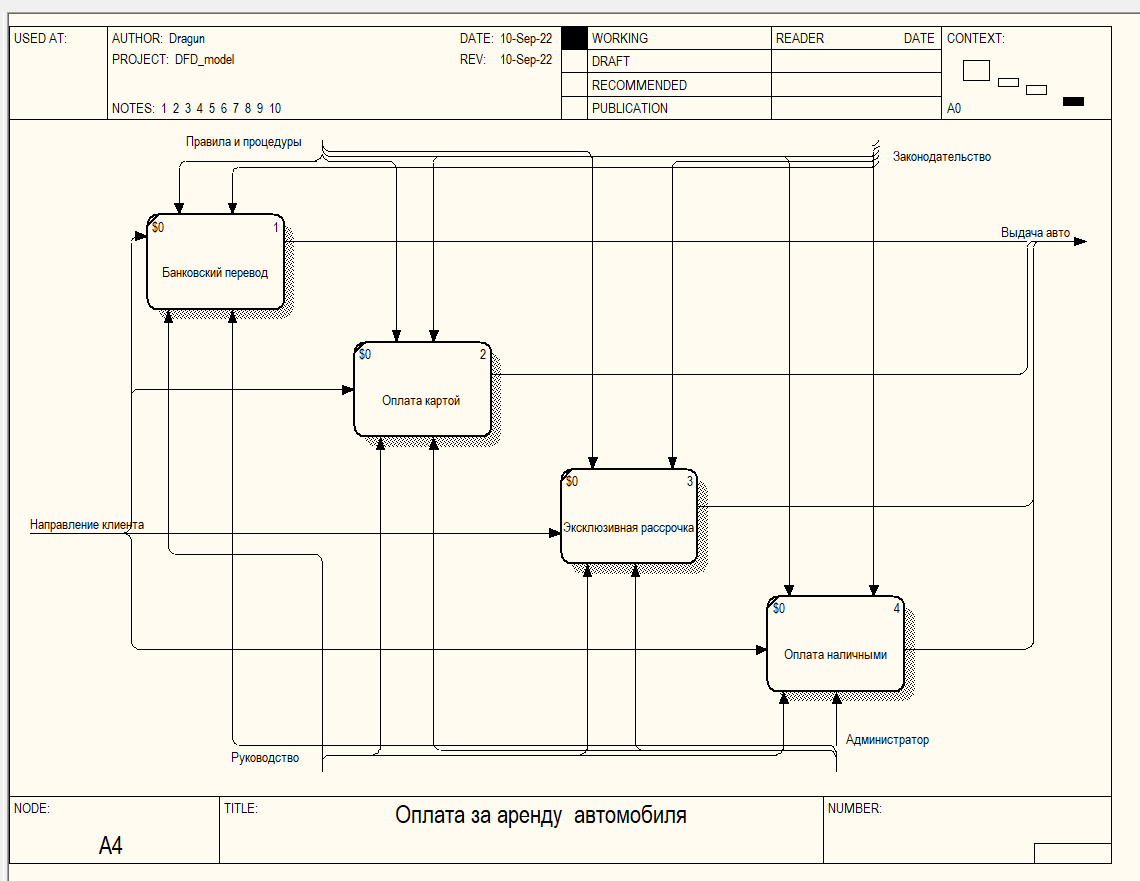 USED AT:
AUTHOR: Dragun
DATE: 10-Sep-22
PROJECT: DFD_model
REV: 10-Sep-22
NOTES: 1 2 3 4 5 6 7 8 9 10
WORKING
DRAFT
RECOMMENDED
PUBLICATION
READER
DATE
CONTEXT:
A0
Правила и процедуры
Законодательство
Выдача авто
$0
1
Банковский перевод
$0
2
Оплата картой
$0
3
Эксклюзивная рассрочка
Направление клиента
$0
4
Оплата наличными
Администратор
Руководство
NODE:
A4
TITLE:
Оплата за аренду автомобиля
NUMBER: